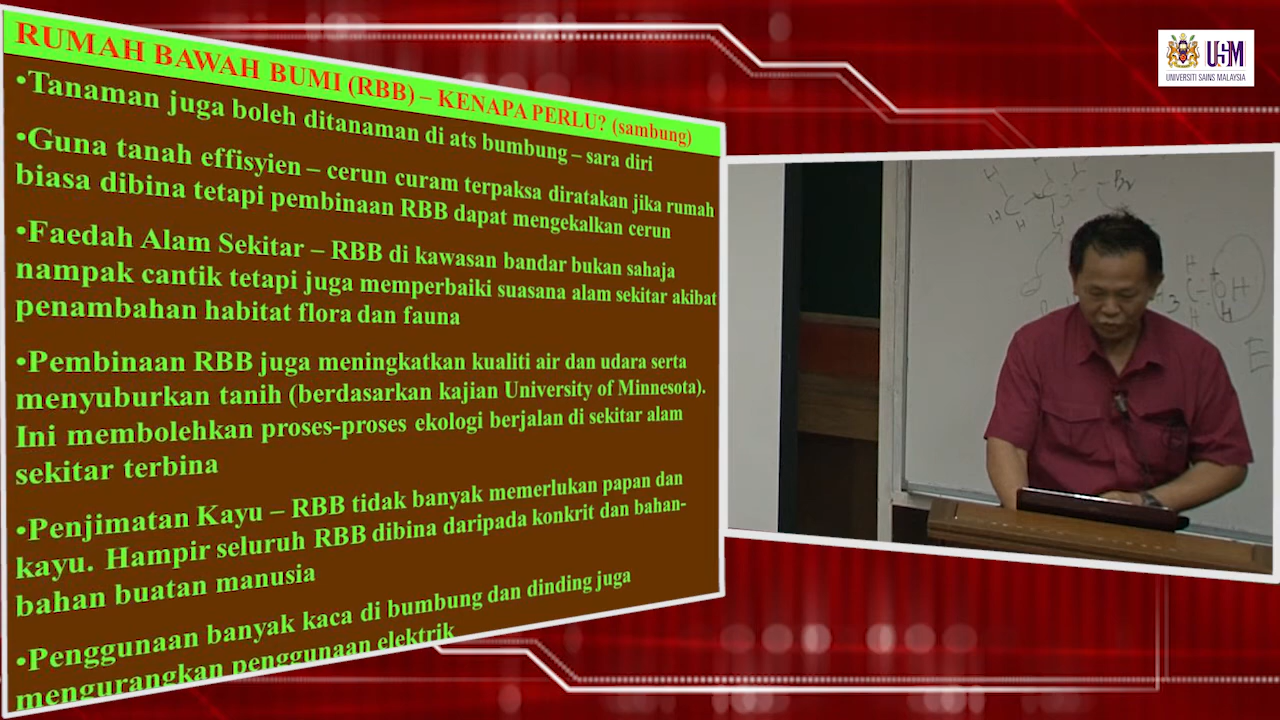 RUMAH BAWAH BUMI (RBB) – KENAPA PERLU? (sambung)
•Tanaman juga boleh ditanaman di ats bumbung – sara diri
•Guna tanah effisyien – cerun curam terpaksa diratakan jika rumah
biasa dibina tetapi pembinaan RBB dapat mengekalkan cerun
•Faedah Alam Sekitar – RBB di kawasan bandar bukan sahaja
nampak cantik tetapi juga memperbaiki suasana alam sekitar akibat
penambahan habitat flora dan fauna
•Pembinaan RBB juga meningkatkan kualiti air dan udara serta
menyuburkan tanih (berdasarkan kajian University of Minnesota).
Ini membolehkan proses-proses ekologi berjalan di sekitar alam
sekitar terbina
•Penjimatan Kayu – RBB tidak banyak memerlukan papan dan
kayu. Hampir seluruh RBB dibina daripada konkrit dan bahan-
bahan buatan manusia
•Penggunaan banyak kaca di bumbung dan dinding juga
mengurangkan penggunaan elektrik
USM
UNIVERSITI SAINS MALAYSIA
Br